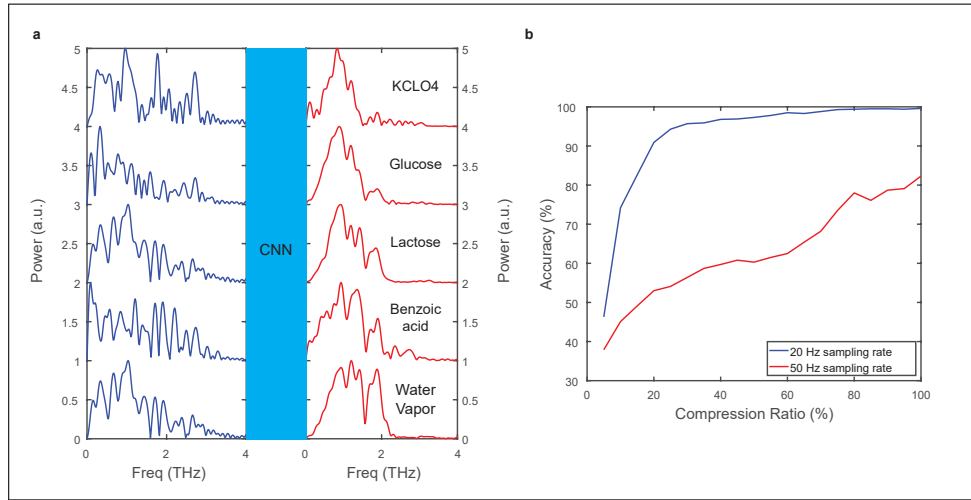 a
5
4.5
4
3.5
3
2.5
2
1.5
1
0.5
0
Power (a.u.)
0
2
4
Freq (THz)
CNN
KCLO4
Glucose
Lactose
Benzoic
acid
Water
Vapor
0
2
4
Freq (THz)
5
4.5
4
3.5
3
2.5
2
1.5
1
0.5
0
Power (a.u.)
b
100
90
80
70
60
50
40
30
Accuracy (%)
0
20
40
60
80
100
Compression Ratio (%)
20 Hz sampling rate
50 Hz sampling rate